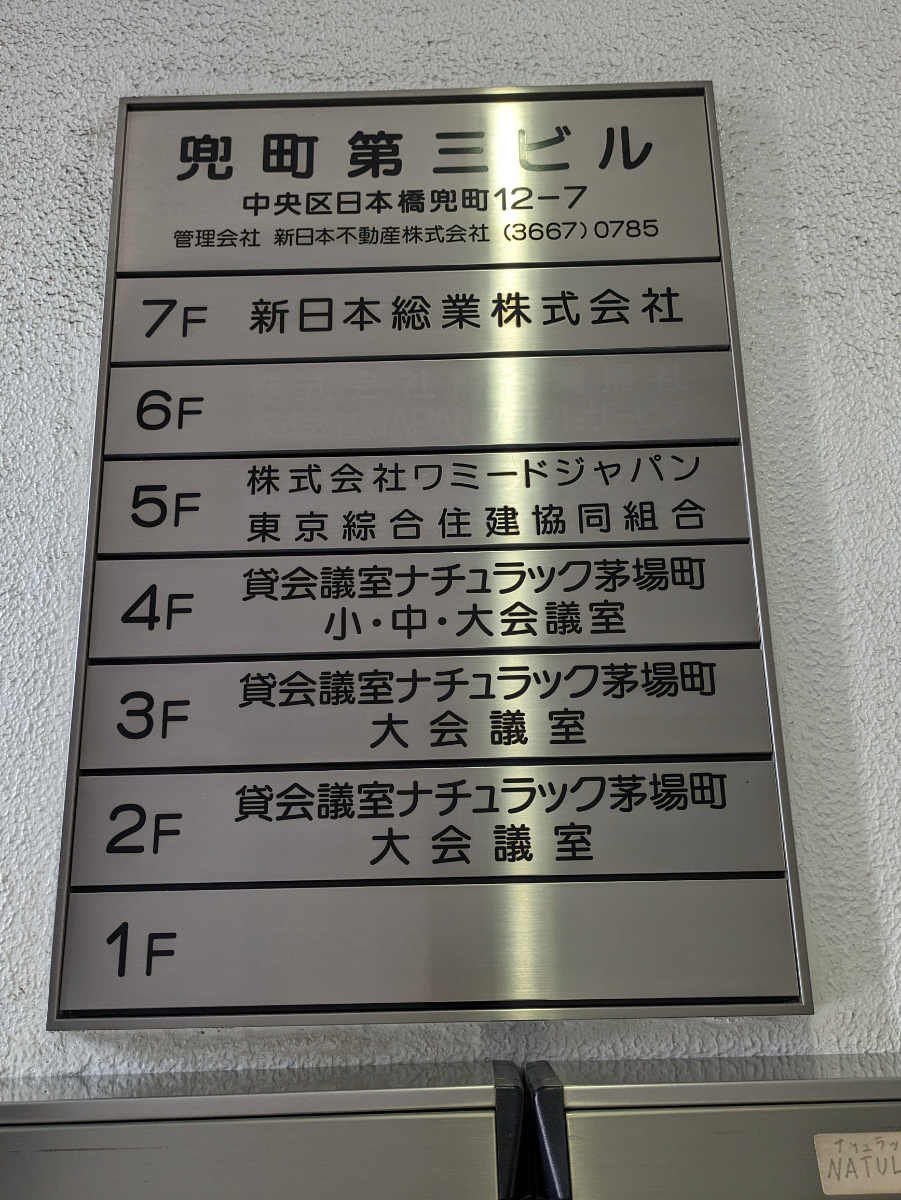 兜町第三ビル
中央区日本橋兜町12-7
管理会社 新日本不動産株式会社 (3667)0785
7F 新日本総業株式会社
6F
5F 株式会社ワミードジャパン
東京綜合住建協同組合
4F 貸会議室ナチュラック茅場町
小・中・大会議室
3F 貸会議室ナチュラック茅場町
大会議室
2F 貸会議室ナチュラック茅場町
大会議室
1F
ナチュラッ
NATUL